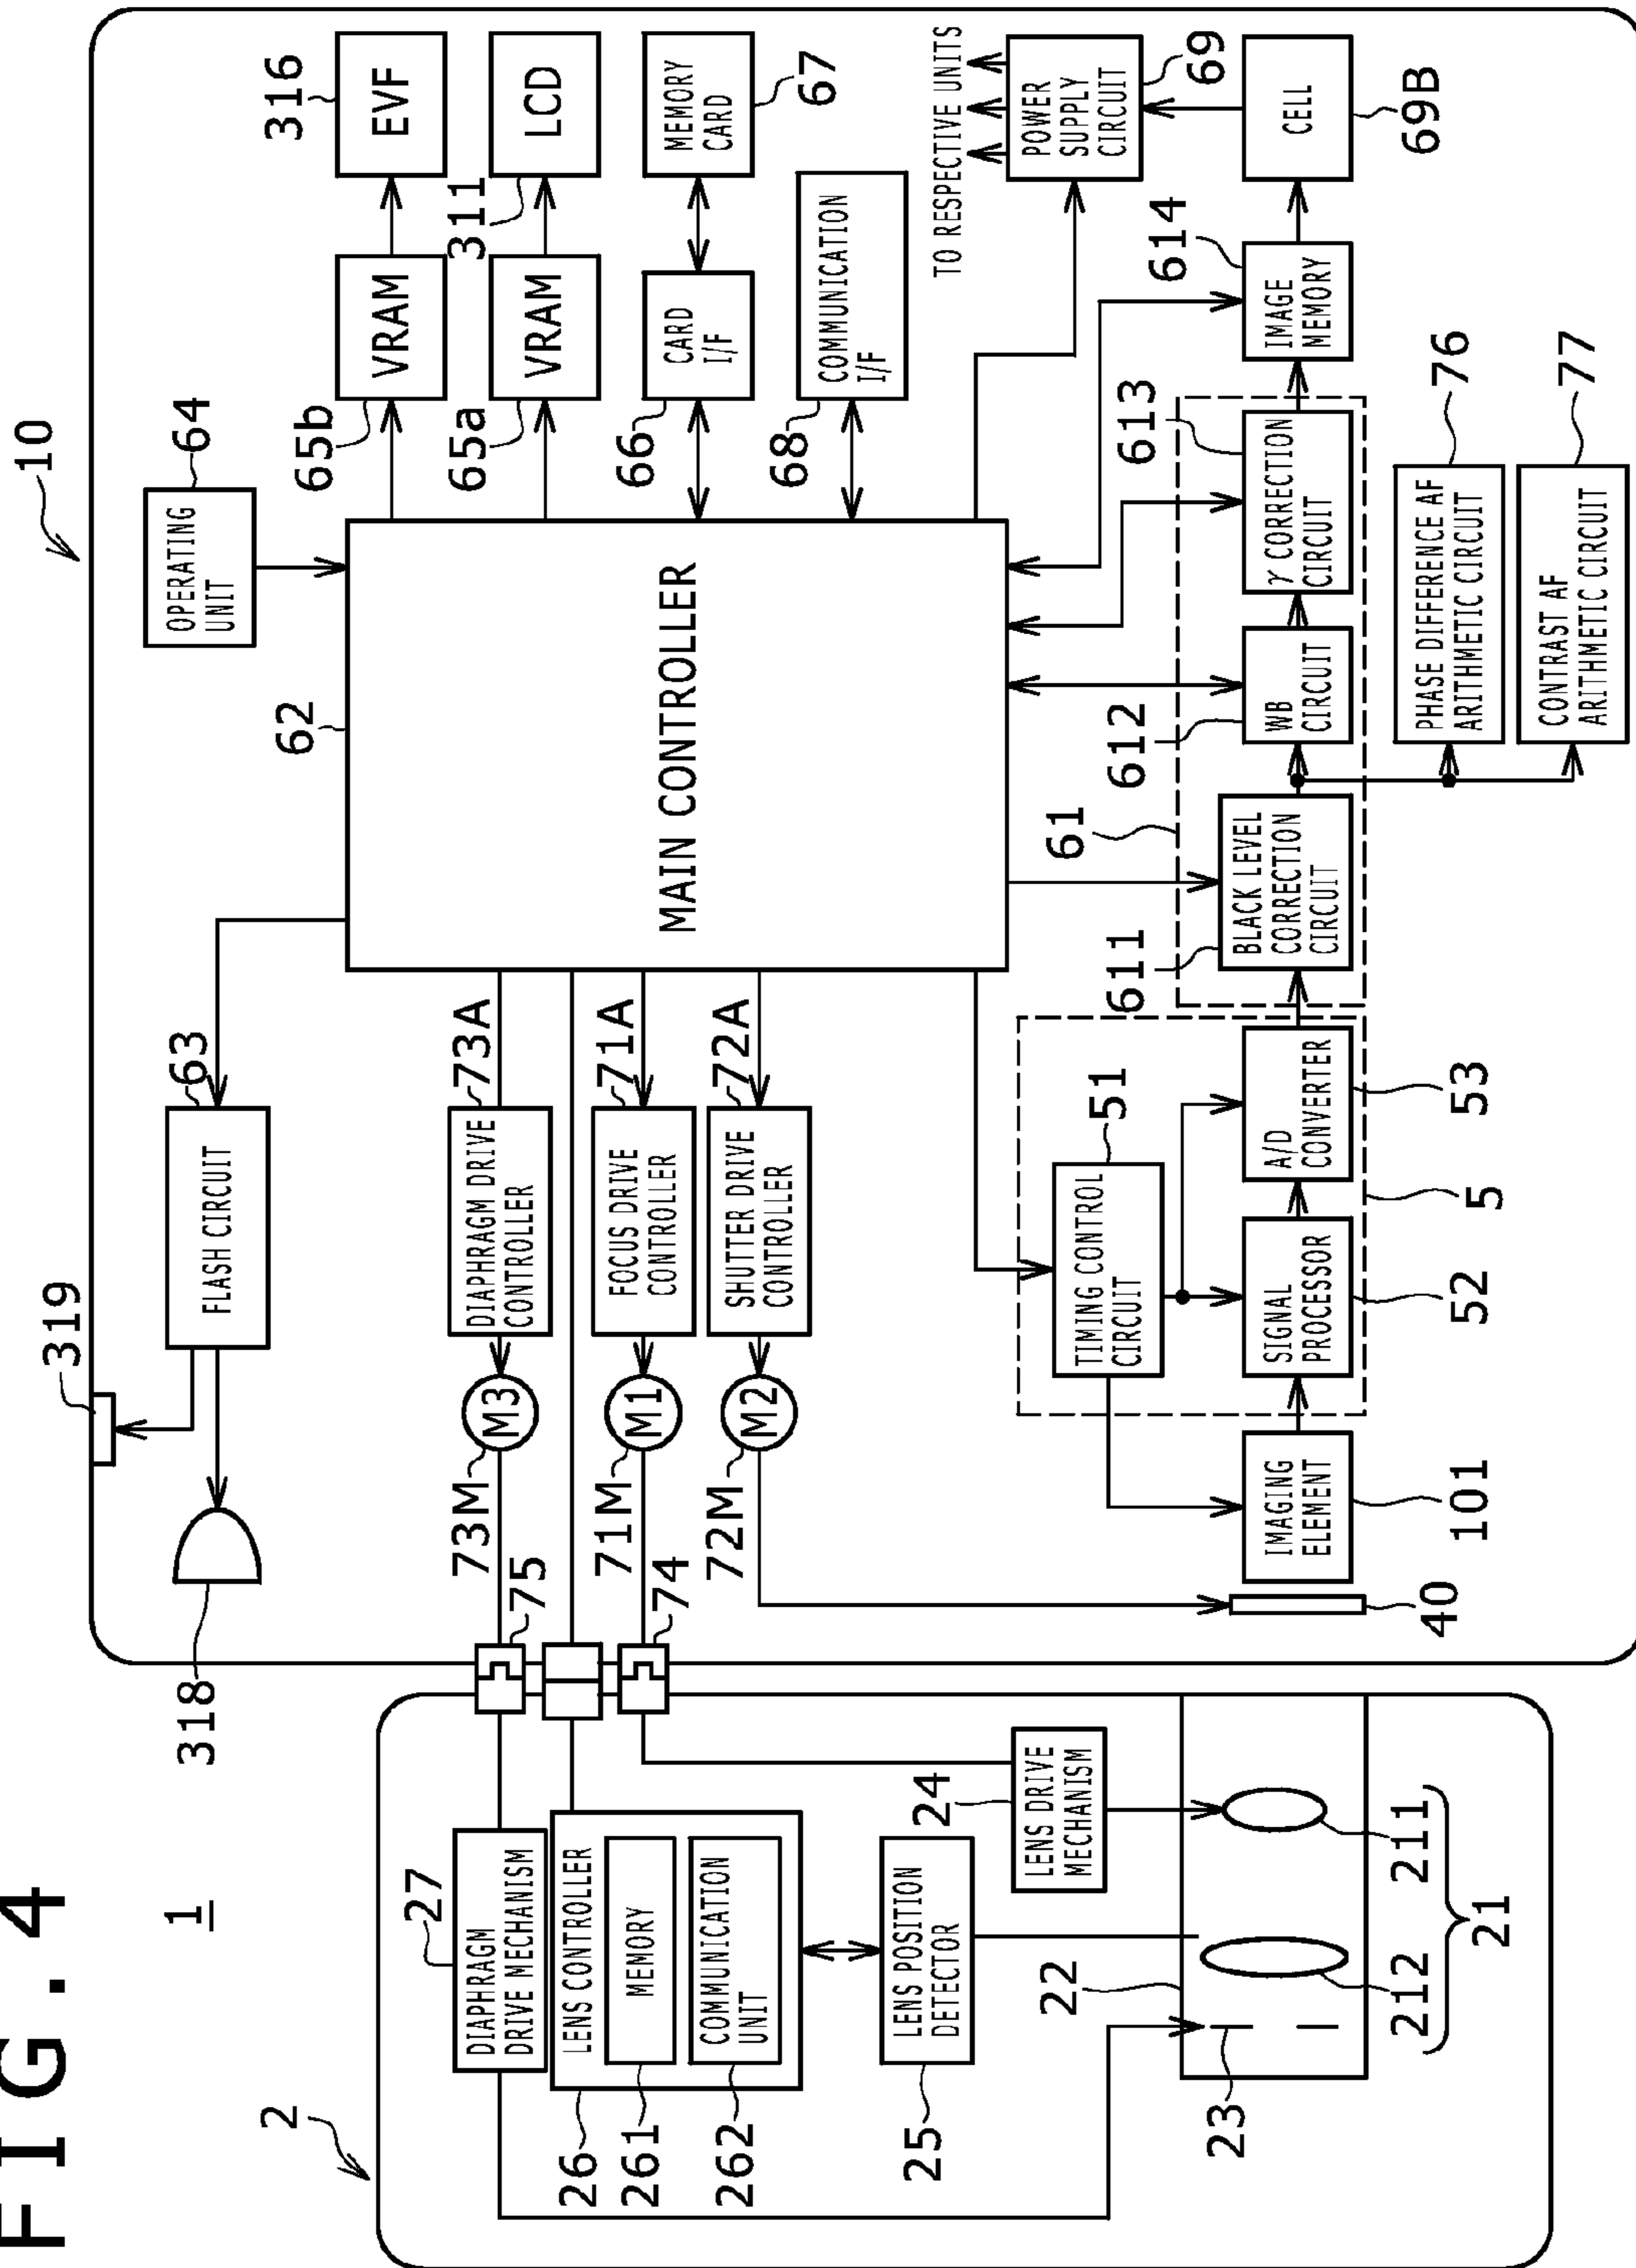 FIG. 4
1
10
2
319
318
FLASH CIRCUIT
63
62
MAIN CONTROLLER
OPERATING
UNIT
64
65b
VRAM
316
EVF
65a
VRAM
311
LCD
66
CARD
I/F
MEMORY
CARD
67
68
COMMUNICATION
I/F
TO RESPECTIVE UNITS
POWER
SUPPLY
CIRCUIT
69
CELL
69B
27
DIAPHRAGM
DRIVE MECHANISM
75
73M
M3
DIAPHRAGM DRIVE
CONTROLLER
73A
LENS CONTROLLER
26
MEMORY
261
COMMUNICATION
UNIT
262
74
71M
M1
FOCUS DRIVE
CONTROLLER
71A
72M
M2
SHUTTER DRIVE
CONTROLLER
72A
LENS POSITION
DETECTOR
25
24
LENS DRIVE
MECHANISM
22
23
212
211
21
40
IMAGING
ELEMENT
101
TIMING CONTROL
CIRCUIT
51
SIGNAL
PROCESSOR
52
A/D
CONVERTER
53
5
61
611
BLACK LEVEL
CORRECTION
CIRCUIT
612
WB
CIRCUIT
613
γ CORRECTION
CIRCUIT
614
IMAGE
MEMORY
PHASE DIFFERENCE AF
ARITHMETIC CIRCUIT
76
CONTRAST AF
ARITHMETIC CIRCUIT
77